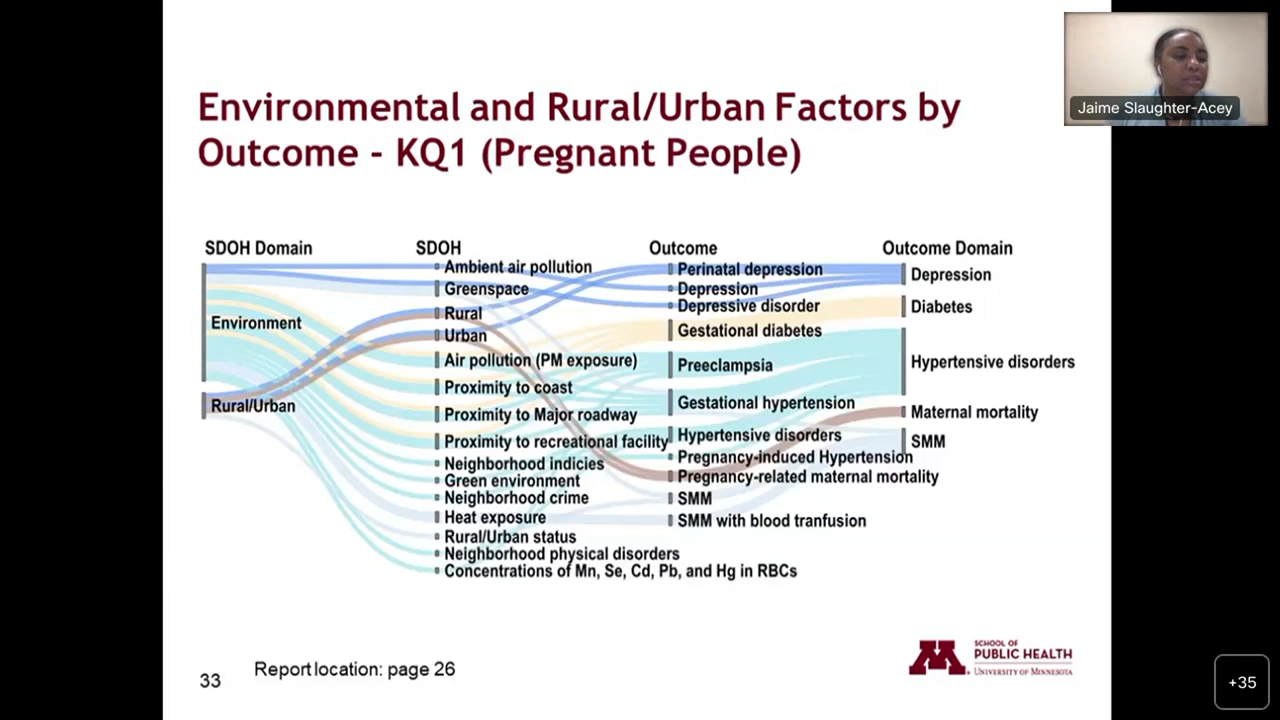 Jaime Slaughter-Acey
Environmental and Rural/Urban Factors by
Outcome - KQ1 (Pregnant People)
SDOH Domain
SDOH
Outcome
Outcome Domain
Environment
Rural/Urban
Ambient air pollution
Greenspace
Rural
Urban
Air pollution (PM exposure)
Proximity to coast
Proximity to Major roadway
Proximity to recreational facility
Neighborhood indicies
Green environment
Neighborhood crime
Heat exposure
Rural/Urban status
Neighborhood physical disorders
Concentrations of Mn, Se, Cd, Pb, and Hg in RBCs
Perinatal depression
Depression
Depressive disorder
Gestational diabetes
Preeclampsia
Gestational hypertension
Hypertensive disorders
Pregnancy-induced Hypertension
Pregnancy-related maternal mortality
SMM
SMM with blood tranfusion
Depression
Diabetes
Hypertensive disorders
Maternal mortality
SMM
33
Report location: page 26
M
SCHOOL OF
PUBLIC HEALTH
UNIVERSITY OF MINNESOTA
+35